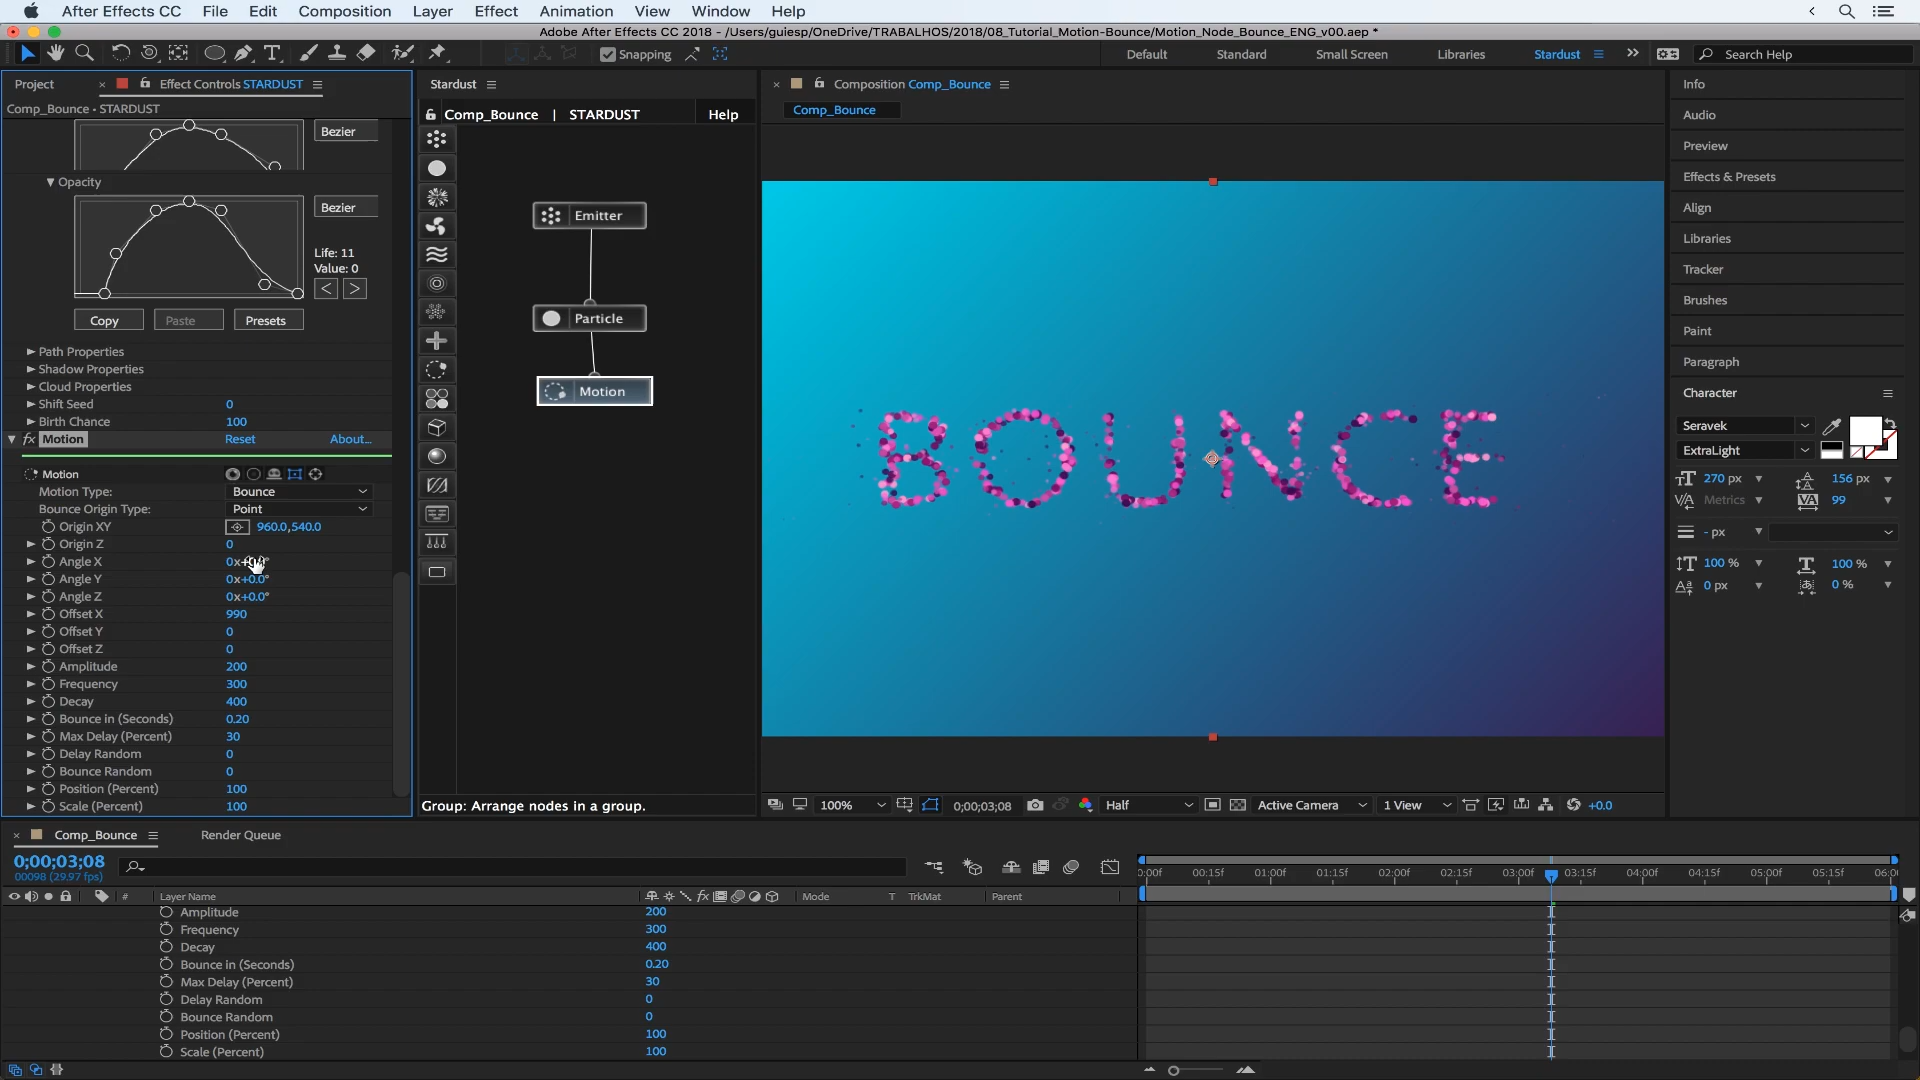 After Effects CC File Edit Composition Layer Effect Animation View Window Help
Adobe After Effects CC 2018 - /Users/guiesp/OneDrive/TRABALHOS/2018/08_Tutorial_Motion-Bounce/Motion_Node_Bounce_ENG_v00.aep *
Snapping Default Standard Small Screen Libraries Stardust Search Help
Project Effect Controls STARDUST
Comp_Bounce • STARDUST
Bezier
Opacity
Bezier
Life: 11
Value: 0
< >
Copy Paste Presets
Path Properties
Shadow Properties
Cloud Properties
Shift Seed 0
Birth Chance 100
fx Motion Reset About...
Motion
Motion Type: Bounce
Bounce Origin Type: Point
Origin XY 960.0,540.0
Origin Z 0
Angle X 0x
Angle Y 0x+0.0°
Angle Z 0x+0.0°
Offset X 990
Offset Y 0
Offset Z 0
Amplitude 200
Frequency 300
Decay 400
Bounce in (Seconds) 0.20
Max Delay (Percent) 30
Delay Random 0
Bounce Random 0
Position (Percent) 100
Scale (Percent) 100
Stardust
Comp_Bounce | STARDUST Help
Emitter
Particle
Motion
Group: Arrange nodes in a group.
Composition Comp_Bounce
Comp_Bounce
BOUNCE
100% 0;00;03;08 Half Active Camera 1 View +0.0
Info
Audio
Preview
Effects & Presets
Align
Libraries
Tracker
Brushes
Paint
Paragraph
Character
Seravek
ExtraLight
270 px 156 px
Metrics 99
- px
100 % 100 %
0 px 0 %
Comp_Bounce Render Queue
0;00;03;08
00098 (29.97 fps)
# Layer Name fx Mode T TrkMat Parent
00:15f 01:00f 01:15f 02:00f 02:15f 03:00f 03:15f 04:00f 04:15f 05:00f 05:15f
Amplitude 200
Frequency 300
Decay 400
Bounce in (Seconds) 0.20
Max Delay (Percent) 30
Delay Random 0
Bounce Random 0
Position (Percent) 100
Scale (Percent) 100